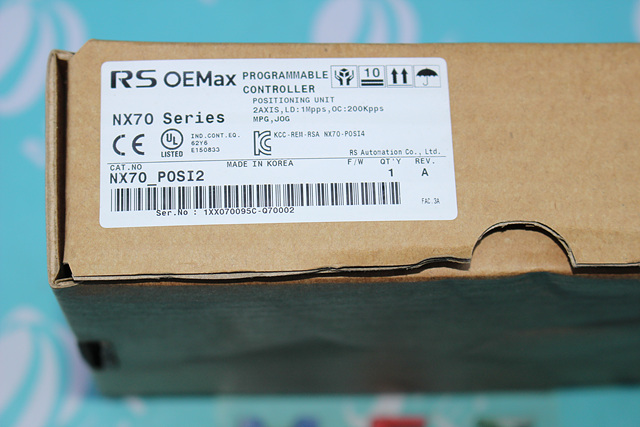 RS OEMax PROGRAMMABLE CONTROLLER
10
POSITIONING UNIT
2AXIS,LD:1Mpps,OC:200Kpps
MPG,JOG
NX70 Series
CE
UL
LISTED
IND.CONT.EQ.
62Y6
E150833
KCC-REM-RSA NX70-POSI4
RS Automation Co., Ltd.
CAT.NO MADE IN KOREA F/W QT'Y REV.
NX70_POSI2 1 A
Ser.No : 1XX070095C-Q70002
FAC.3A